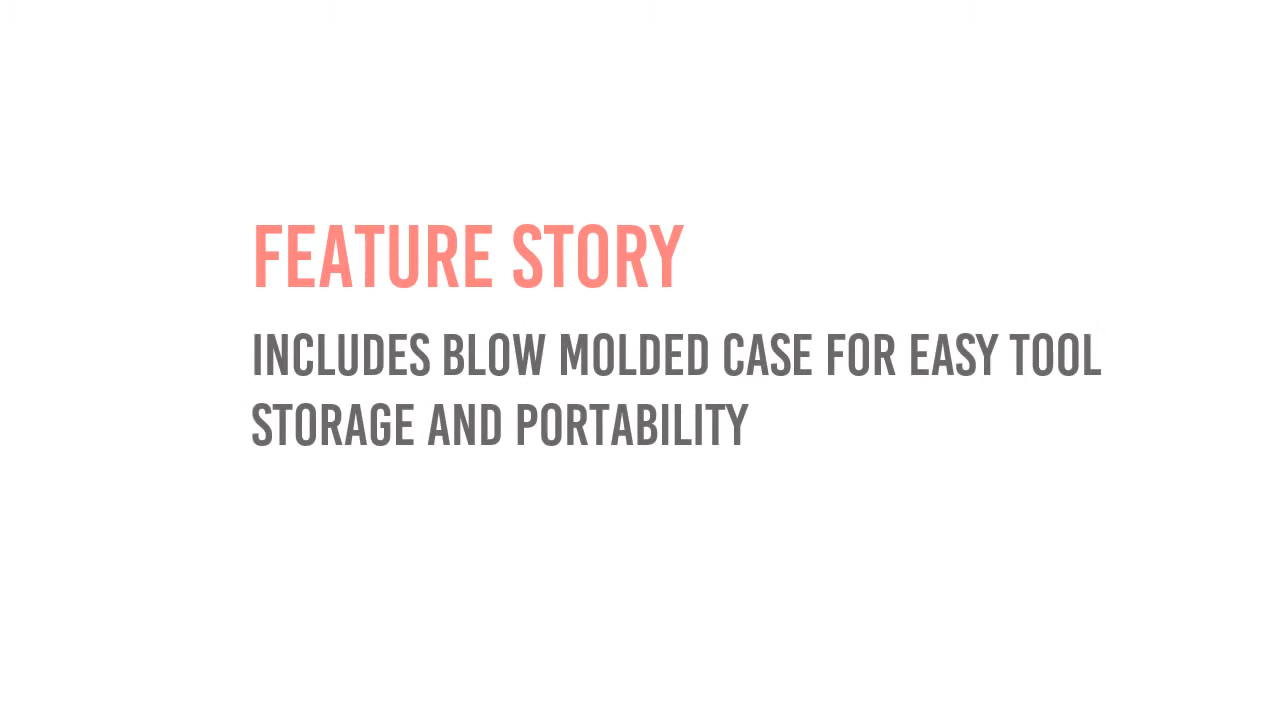 FEATURE STORY
INCLUDES BLOW MOLDED CASE FOR EASY TOOL
STORAGE AND PORTABILITY